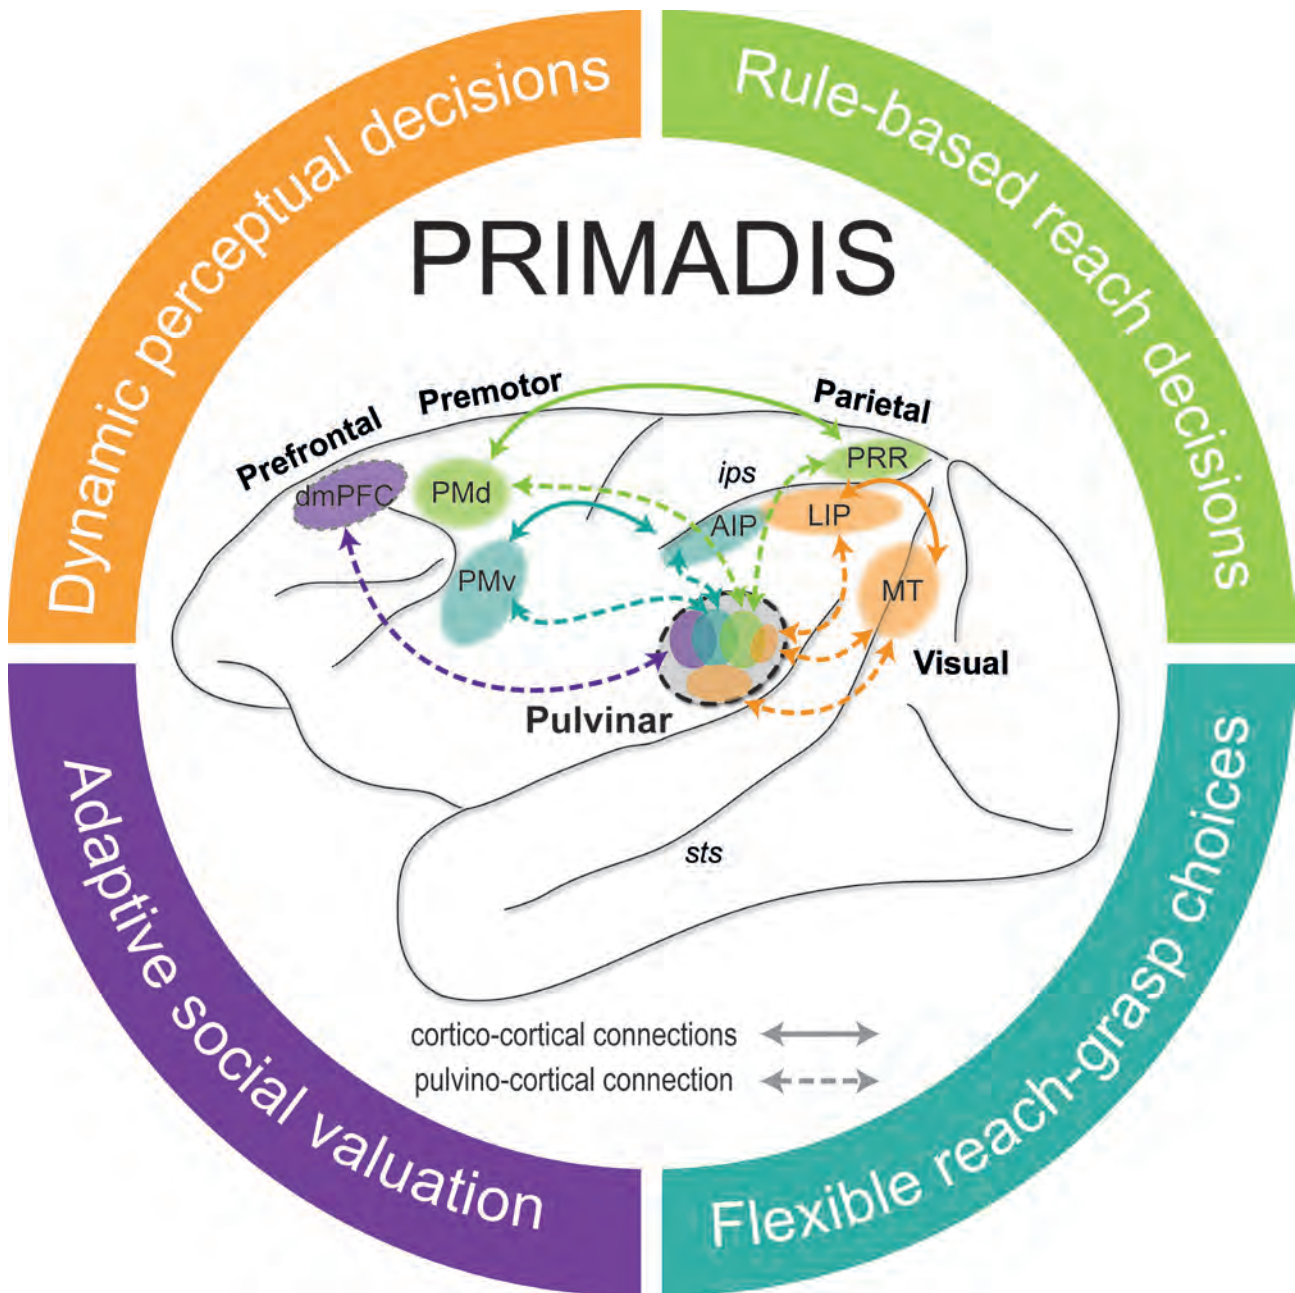 Dynamic perceptual decisions
Rule-based reach decisions
PRIMADIS
Prefrontal
Premotor
Parietal
dmPFC
PMd
PRR
ips
AIP
LIP
PMv
MT
Visual
Pulvinar
sts
cortico-cortical connections
pulvino-cortical connection
Adaptive social valuation
Flexible reach-grasp choices